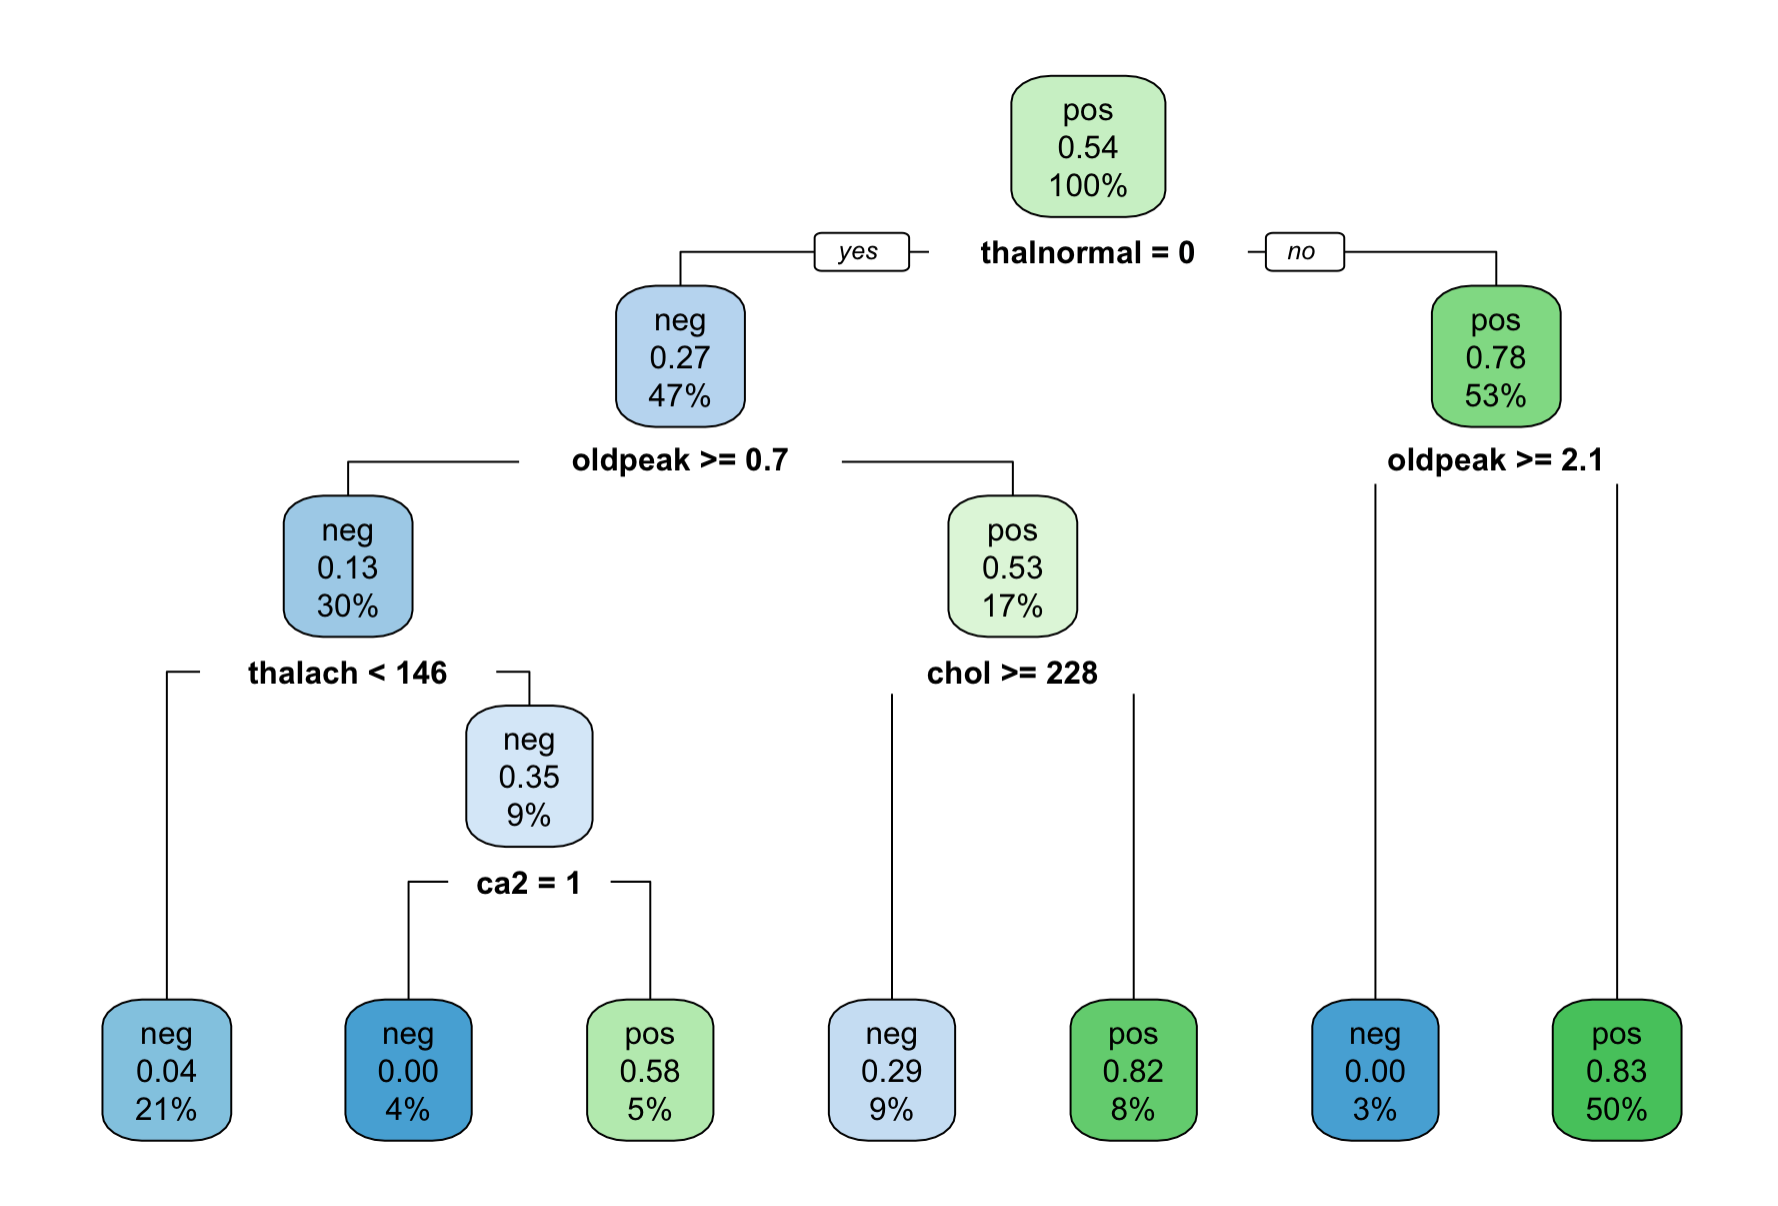 pos
0.54
100%
yes
thalnormal = 0
no
neg
0.27
47%
pos
0.78
53%
oldpeak >= 0.7
oldpeak >= 2.1
neg
0.13
30%
pos
0.53
17%
thalach < 146
chol >= 228
neg
0.35
9%
ca2 = 1
neg
0.04
21%
neg
0.00
4%
pos
0.58
5%
neg
0.29
9%
pos
0.82
8%
neg
0.00
3%
pos
0.83
50%